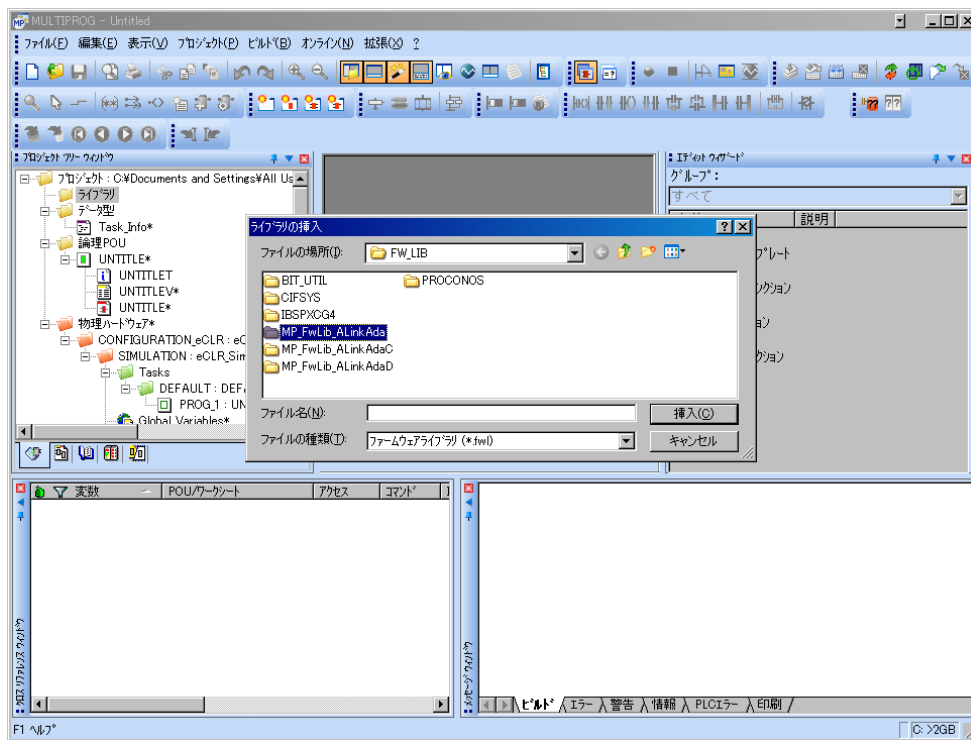 MULTIPROG - Untitled
ファイル(F) 編集(E) 表示(V) プロジェクト(P) ビルド(B) オンライン(N) 拡張(X) ?
プロジェクト ツリー ウィンドウ
プロジェクト : C:¥Documents and Settings¥All Us
ライブラリ
データ型
Task_Info*
論理POU
UNTITLE*
UNTITLET
UNTITLEV*
UNTITLE*
物理ハードウェア*
CONFIGURATION_eCLR : eC
SIMULATION : eCLR_Sim
Tasks
DEFAULT : DEF
PROG_1 : UN
Global Variables*
エディット ウィザード
グループ:
すべて
説明
プレート
ンクション
ョン
クション
ライブラリの挿入
ファイルの場所(I): FW_LIB
BIT_UTIL PROCONOS
CIFSYS
IBSPXCG4
MP_FwLib_ALinkAda
MP_FwLib_ALinkAdaC
MP_FwLib_ALinkAdaD
ファイル名(N): 挿入(C)
ファイルの種類(T): ファームウェアライブラリ (*.fwl) キャンセル
変数 POU/ワークシート アクセス コマンド
クロス リファレンス ウィンドウ
メッセージ ウィンドウ
ビルド エラー 警告 情報 PLCエラー 印刷
F1 ヘルプ C: >2GB